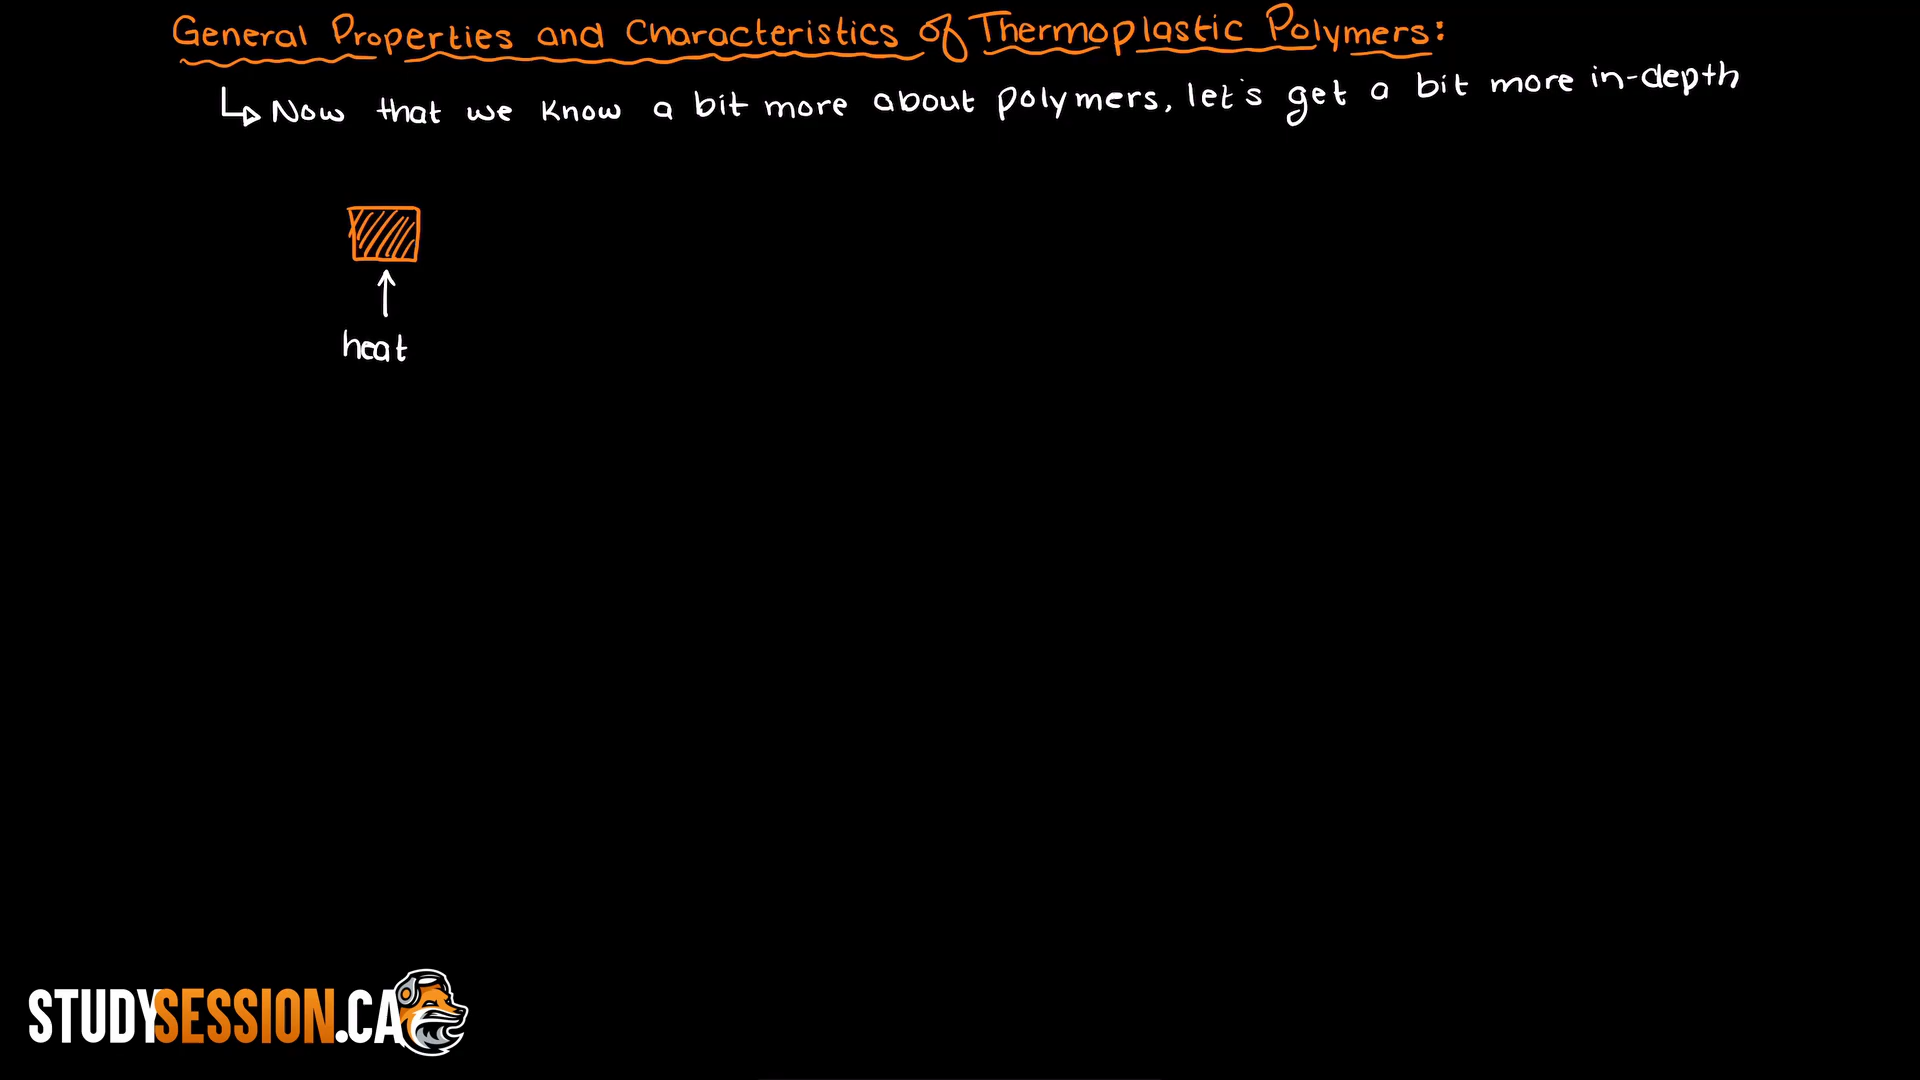 General Properties and Characteristics of Thermoplastic Polymers:
Now that we know a bit more about polymers, let's get a bit more in-depth
heat
STUDYSESSION.CA